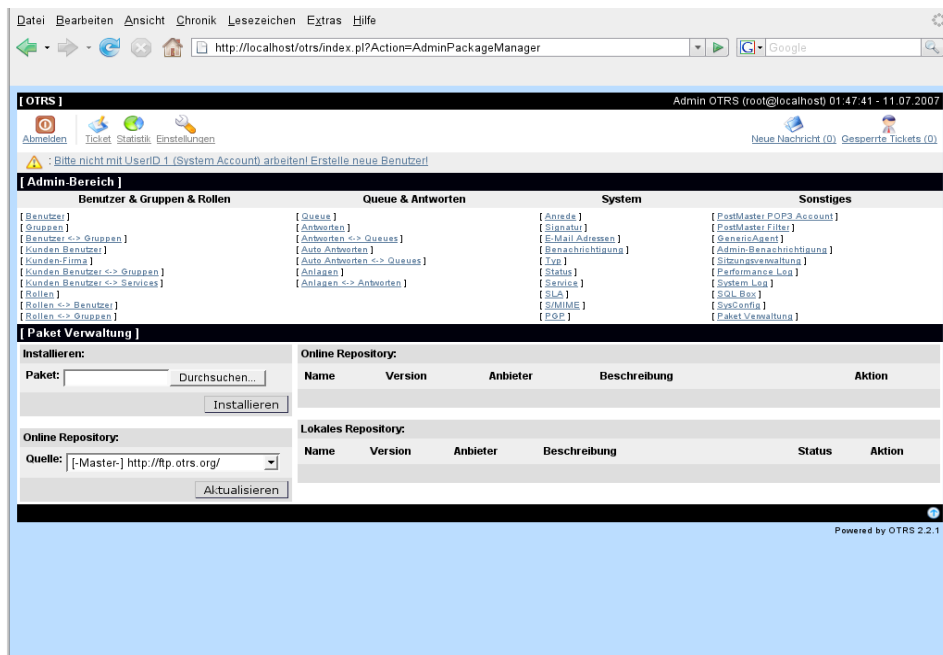 Datei Bearbeiten Ansicht Chronik Lesezeichen Extras Hilfe
http://localhost/otrs/index.pl?Action=AdminPackageManager
G Google
[ OTRS ] Admin OTRS (root@localhost) 01:47:41 - 11.07.2007
Abmelden Ticket Statistik Einstellungen Neue Nachricht (0) Gesperrte Tickets (0)
: Bitte nicht mit UserID 1 (System Account) arbeiten! Erstelle neue Benutzer!
[ Admin-Bereich ]
Benutzer & Gruppen & Rollen Queue & Antworten System Sonstiges
[ Benutzer ] [ Queue ] [ Anrede ] [ PostMaster POP3 Account ]
[ Gruppen ] [ Antworten ] [ Signatur ] [ PostMaster Filter ]
[ Benutzer <-> Gruppen ] [ Antworten <-> Queues ] [ E-Mail Adressen ] [ GenericAgent ]
[ Kunden Benutzer ] [ Auto Antworten ] [ Benachrichtigung ] [ Admin-Benachrichtigung ]
[ Kunden-Firma ] [ Auto Antworten <-> Queues ] [ Typ ] [ Sitzungsverwaltung ]
[ Kunden Benutzer <-> Gruppen ] [ Anlagen ] [ Status ] [ Performance Log ]
[ Kunden Benutzer <-> Services ] [ Anlagen <-> Antworten ] [ Service ] [ System Log ]
[ Rollen ] [ SLA ] [ SQL Box ]
[ Rollen <-> Benutzer ] [ S/MIME ] [ SysConfig ]
[ Rollen <-> Gruppen ] [ PGP ] [ Paket Verwaltung ]
[ Paket Verwaltung ]
Installieren: Online Repository:
Paket: Durchsuchen... Name Version Anbieter Beschreibung Aktion
Installieren
Online Repository: Lokales Repository:
Quelle: [-Master-] http://ftp.otrs.org/ Name Version Anbieter Beschreibung Status Aktion
Aktualisieren
Powered by OTRS 2.2.1